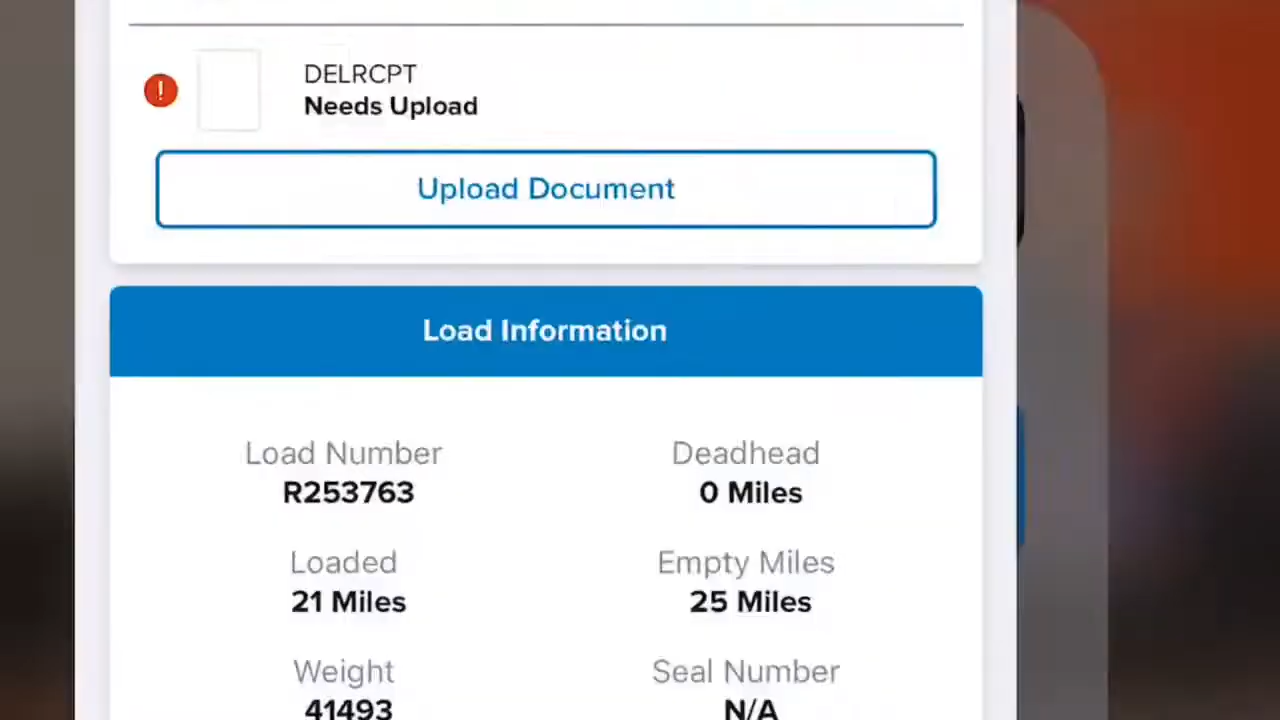 DELRCPT
Needs Upload
Upload Document
Load Information
Load Number
R253763
Deadhead
0 Miles
Loaded
21 Miles
Empty Miles
25 Miles
Weight
41493
Seal Number
N/A